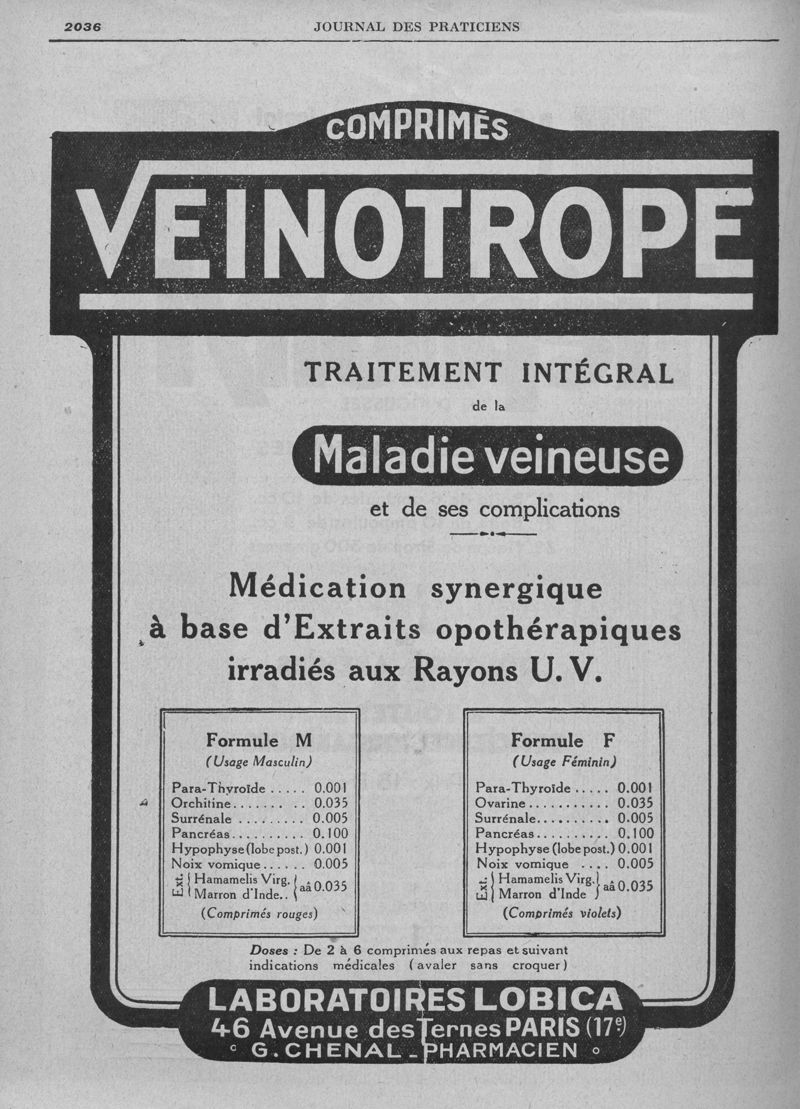 2036
JOURNAL DES PRATICIENS
COMPRIMÉS
VEINOTROPE
TRAITEMENT INTÉGRAL
de la
Maladie veineuse
et de ses complications
Médication synergique
à base d'Extraits opothérapiques
irradiés aux Rayons U. V.
Formule M
(Usage Masculin)
Para-Thyroïde ..... 0.001
Orchitine....... .. 0.035
Surrénale ......... 0.005
Pancréas.......... 0.100
Hypophyse (lobe post.) 0.001
Noix vomique ...... 0.005
Ext. { Hamamelis Virg. } aâ 0.035
Marron d'Inde..
(Comprimés rouges)
Formule F
(Usage Féminin)
Para-Thyroïde ..... 0.001
Ovarine ........... 0.035
Surrénale.......... 0.005
Pancréas.......... 0.100
Hypophyse (lobe post.) 0.001
Noix vomique .... 0.005
Ext. { Hamamelis Virg. } aâ 0.035
Marron d'Inde
(Comprimés violets)
Doses : De 2 à 6 comprimés aux repas et suivant
indications médicales (avaler sans croquer)
LABORATOIRES LOBICA
46 Avenue des Ternes PARIS (17e)
G. CHENAL _ PHARMACIEN